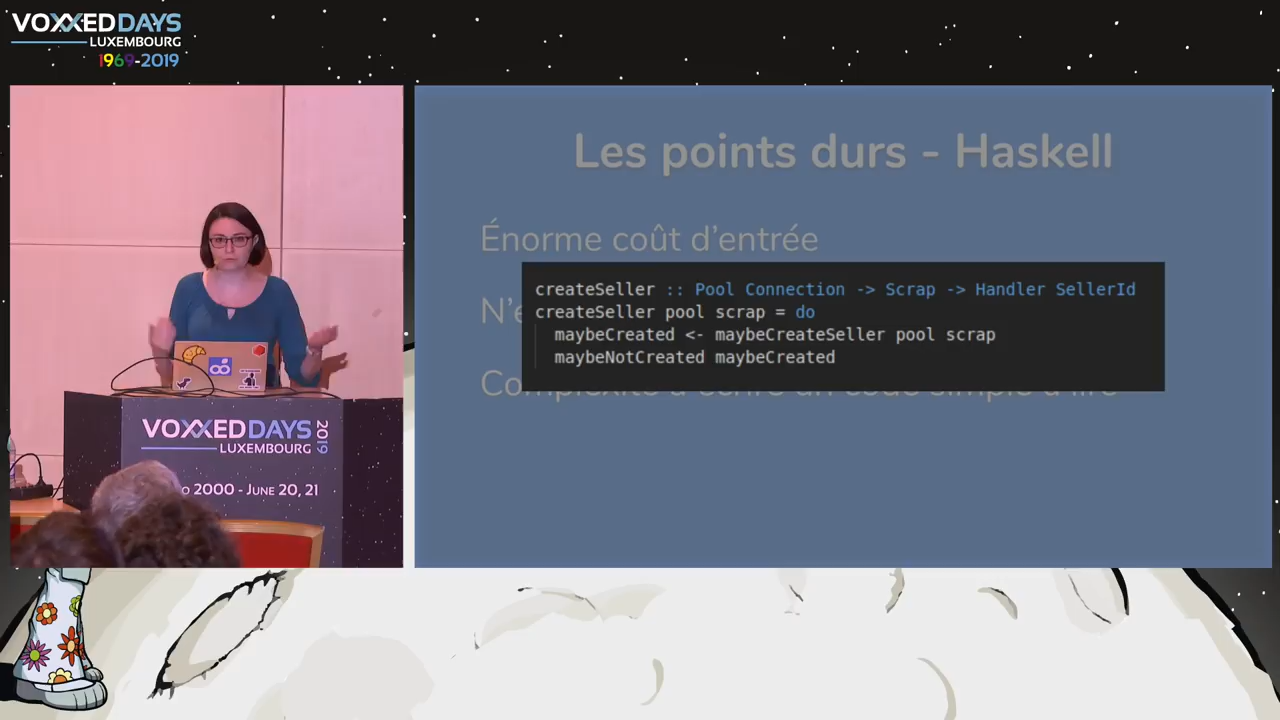 VOXXED DAYS
LUXEMBOURG
1969-2019
Les points durs - Haskell
Énorme coût d'entrée
N'
createSeller :: Pool Connection -> Scrap -> Handler SellerId
createSeller pool scrap = do
maybeCreated <- maybeCreateSeller pool scrap
maybeNotCreated maybeCreated
VOXXED DAYS 2019
LUXEMBOURG
2000 - JUNE 20, 21